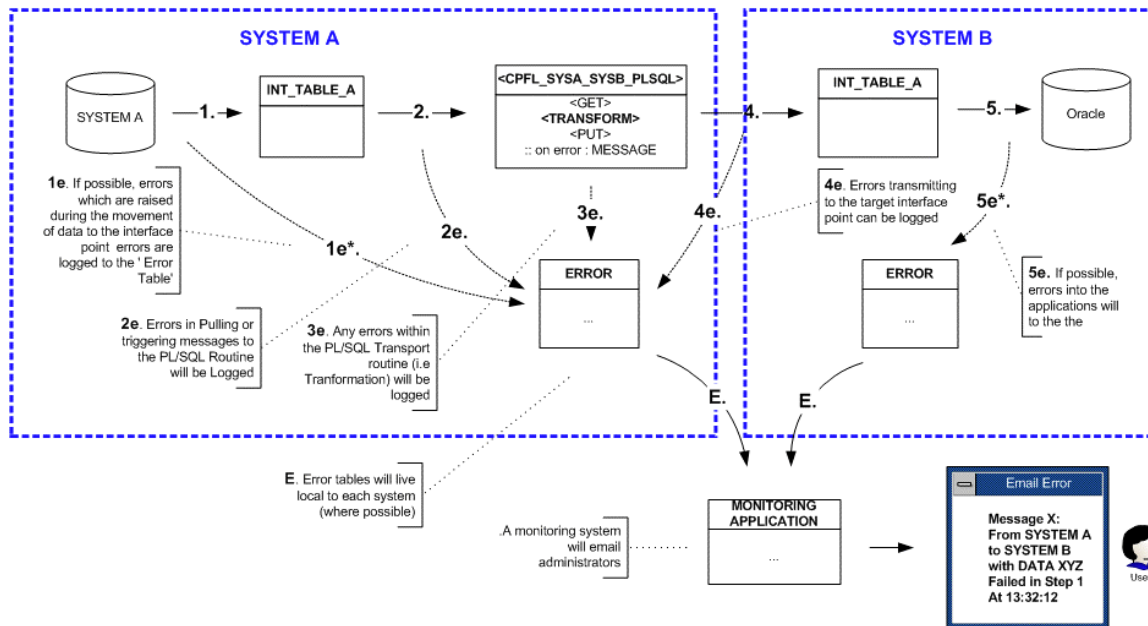 SYSTEM A
SYSTEM B
SYSTEM A
1.
INT_TABLE_A
2.
<CPFL_SYSA_SYSB_PLSQL>
<GET>
<TRANSFORM>
<PUT>
:: on error : MESSAGE
4.
INT_TABLE_A
5.
Oracle
1e. If possible, errors
which are raised
during the movement
of data to the interface
point errors are
logged to the ' Error
Table'
1e*.
2e.
3e.
4e.
4e. Errors transmitting
to the target interface
point can be logged
5e*.
ERROR
...
ERROR
...
5e. If possible,
errors into the
applications will
to the the
2e. Errors in Pulling or
triggering messages to
the PL/SQL Routine
will be Logged
3e. Any errors within
the PL/SQL Transport
routine (i.e
Tranformation) will be
logged
E.
E.
E. Error tables will live
local to each system
(where possible)
.A monitoring system
will email
administrators
MONITORING
APPLICATION
...
Email Error
Message X:
From SYSTEM A
to SYSTEM B
with DATA XYZ
Failed in Step 1
At 13:32:12